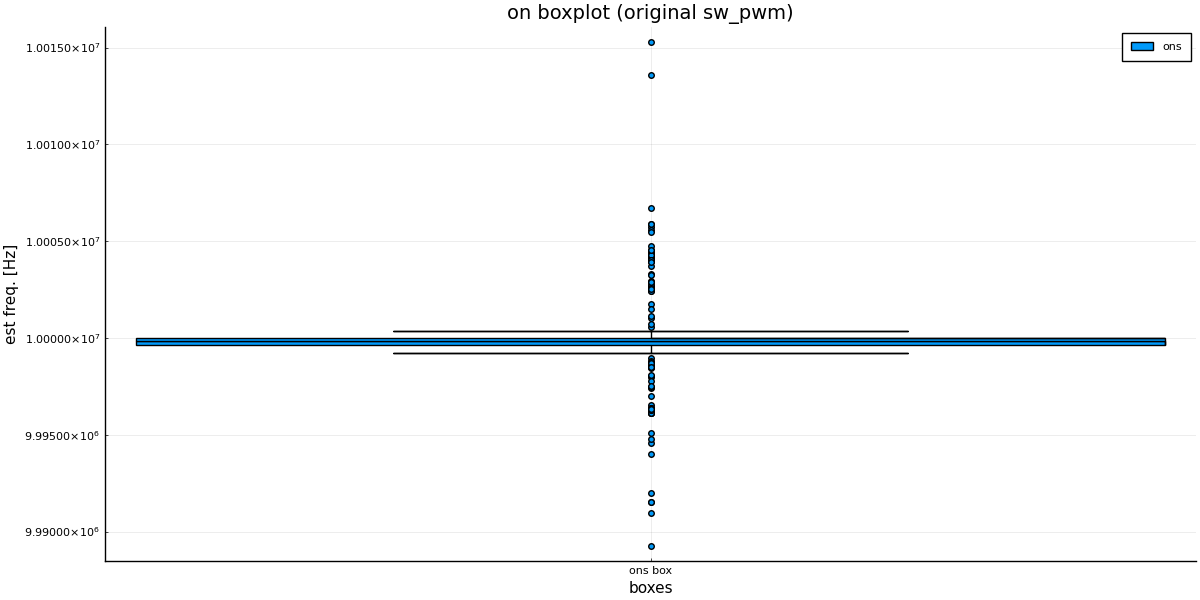 on boxplot (original sw_pwm)
ons
1.00150×10⁷
1.00100×10⁷
1.00050×10⁷
1.00000×10⁷
9.99500×10⁶
9.99000×10⁶
est freq. [Hz]
ons box
boxes